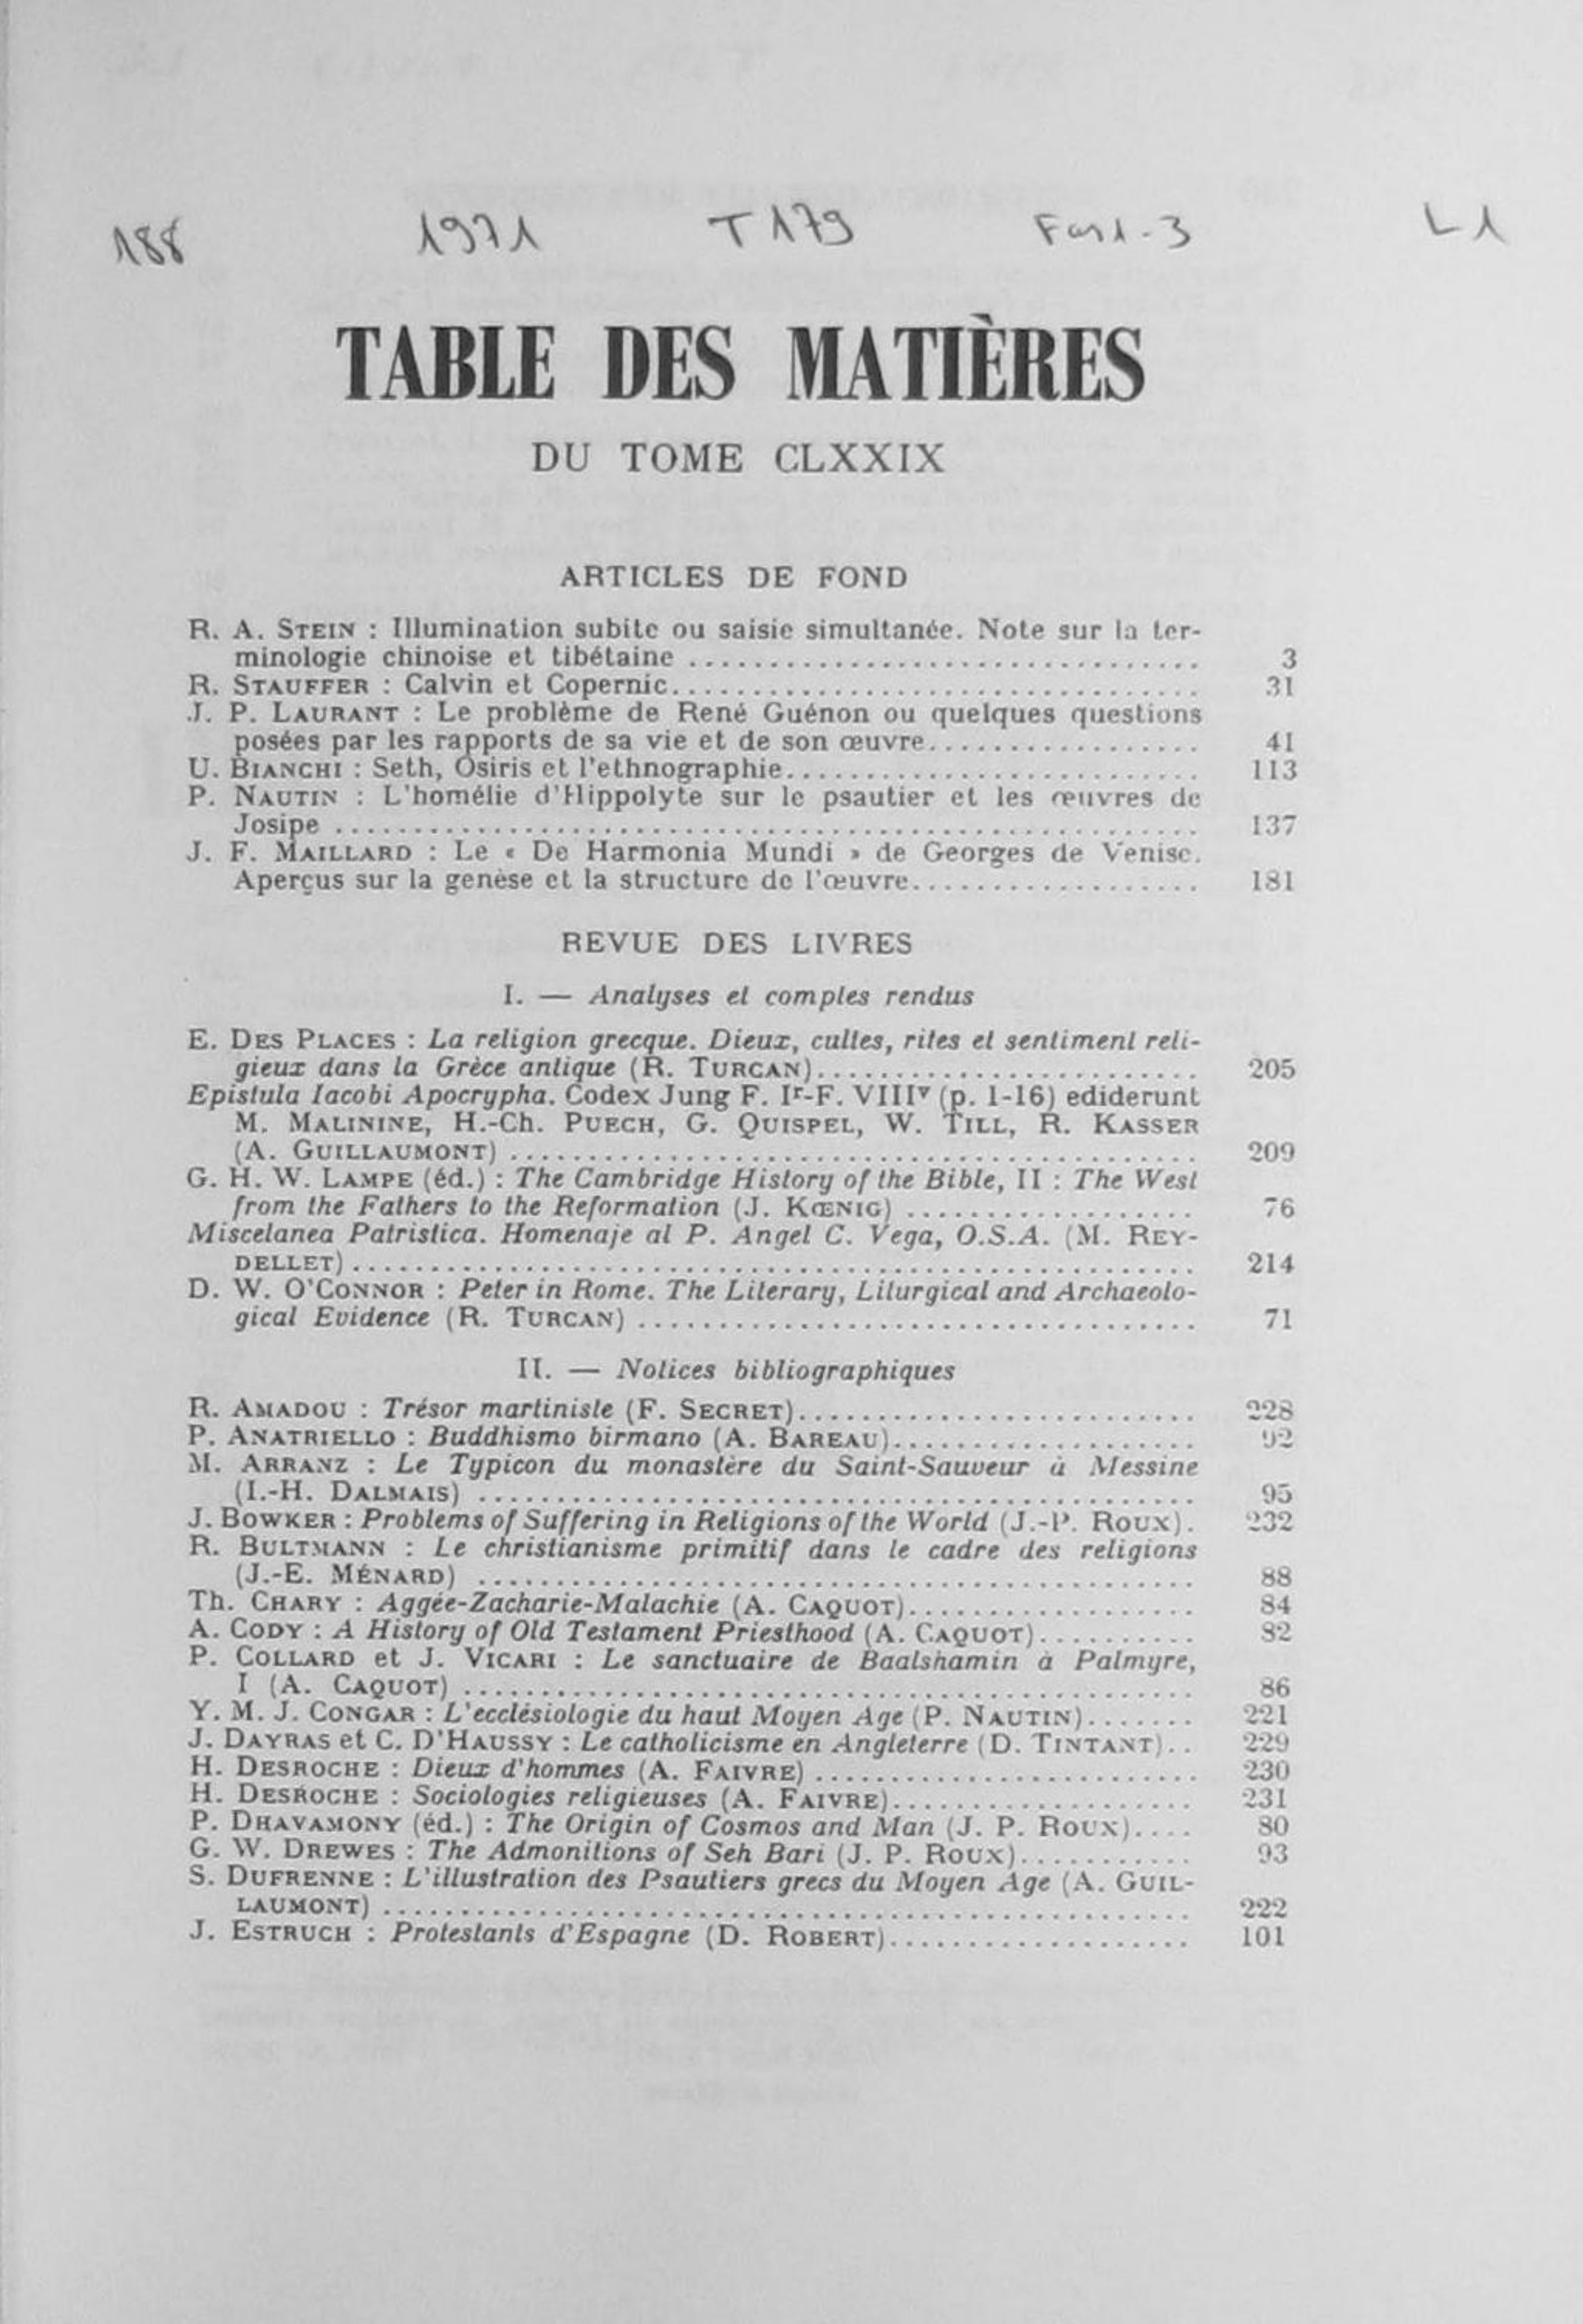 188 1971 T179 Fas1-3 L1
TABLE DES MATIÈRES
DU TOME CLXXIX
ARTICLES DE FOND
R. A. STEIN : Illumination subite ou saisie simultanée. Note sur la ter-
minologie chinoise et tibétaine .......... 3
R. STAUFFER : Calvin et Copernic.......... 31
J. P. LAURANT : Le problème de René Guénon ou quelques questions
posées par les rapports de sa vie et de son œuvre.......... 41
U. BIANCHI : Seth, Osiris et l'ethnographie.......... 113
P. NAUTIN : L'homélie d'Hippolyte sur le psautier et les œuvres de
Josipe .......... 137
J. F. MAILLARD : Le « De Harmonia Mundi » de Georges de Venise.
Aperçus sur la genèse et la structure de l'œuvre.......... 181
REVUE DES LIVRES
I. — Analyses et comptes rendus
E. DES PLACES : La religion grecque. Dieux, cultes, rites et sentiment reli-
gieux dans la Grèce antique (R. TURCAN).......... 205
Epistula Iacobi Apocrypha. Codex Jung F. Ir-F. VIIIv (p. 1-16) ediderunt
M. MALININE, H.-Ch. PUECH, G. QUISPEL, W. TILL, R. KASSER
(A. GUILLAUMONT) .......... 209
G. H. W. LAMPE (éd.) : The Cambridge History of the Bible, II : The West
from the Fathers to the Reformation (J. KŒNIG) .......... 76
Miscelanea Patristica. Homenaje al P. Angel C. Vega, O.S.A. (M. REY-
DELLET) .......... 214
D. W. O'CONNOR : Peter in Rome. The Literary, Liturgical and Archaeolo-
gical Evidence (R. TURCAN) .......... 71
II. — Notices bibliographiques
R. AMADOU : Trésor martiniste (F. SECRET).......... 228
P. ANATRIELLO : Buddhismo birmano (A. BAREAU).......... 92
M. ARRANZ : Le Typicon du monastère du Saint-Sauveur à Messine
(I.-H. DALMAIS) .......... 95
J. BOWKER : Problems of Suffering in Religions of the World (J.-P. ROUX). 232
R. BULTMANN : Le christianisme primitif dans le cadre des religions
(J.-E. MÉNARD) .......... 88
Th. CHARY : Aggée-Zacharie-Malachie (A. CAQUOT).......... 84
A. CODY : A History of Old Testament Priesthood (A. CAQUOT).......... 82
P. COLLARD et J. VICARI : Le sanctuaire de Baalshamin à Palmyre,
I (A. CAQUOT) .......... 86
Y. M. J. CONGAR : L'ecclésiologie du haut Moyen Age (P. NAUTIN)....... 221
J. DAYRAS et C. D'HAUSSY : Le catholicisme en Angleterre (D. TINTANT).. 229
H. DESROCHE : Dieux d'hommes (A. FAIVRE) .......... 230
H. DESROCHE : Sociologies religieuses (A. FAIVRE).......... 231
P. DHAVAMONY (éd.) : The Origin of Cosmos and Man (J. P. ROUX).... 80
G. W. DREWES : The Admonitions of Seh Bari (J. P. ROUX).......... 93
S. DUFRENNE : L'illustration des Psautiers grecs du Moyen Age (A. GUIL-
LAUMONT) .......... 222
J. ESTRUCH : Protestants d'Espagne (D. ROBERT).......... 101